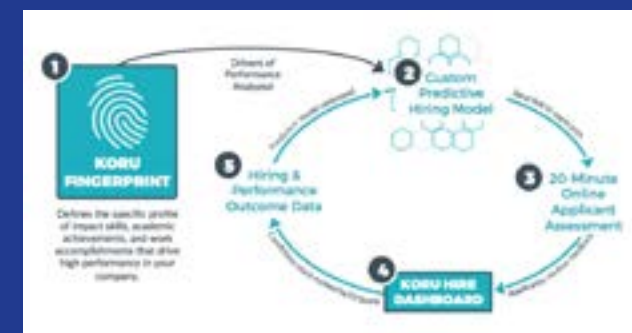 1
KORU
FINGERPRINT
Defines the specific profile
of impact skills, academic
achievements, and work
accomplishments that drive
high performance in your
company.
Drivers of
Performance
Analyzed
2
Custom
Predictive
Hiring Model
3
20-Minute
Online
Applicant
Assessment
4
KORU HIRE
DASHBOARD
5
Hiring &
Performance
Outcome Data